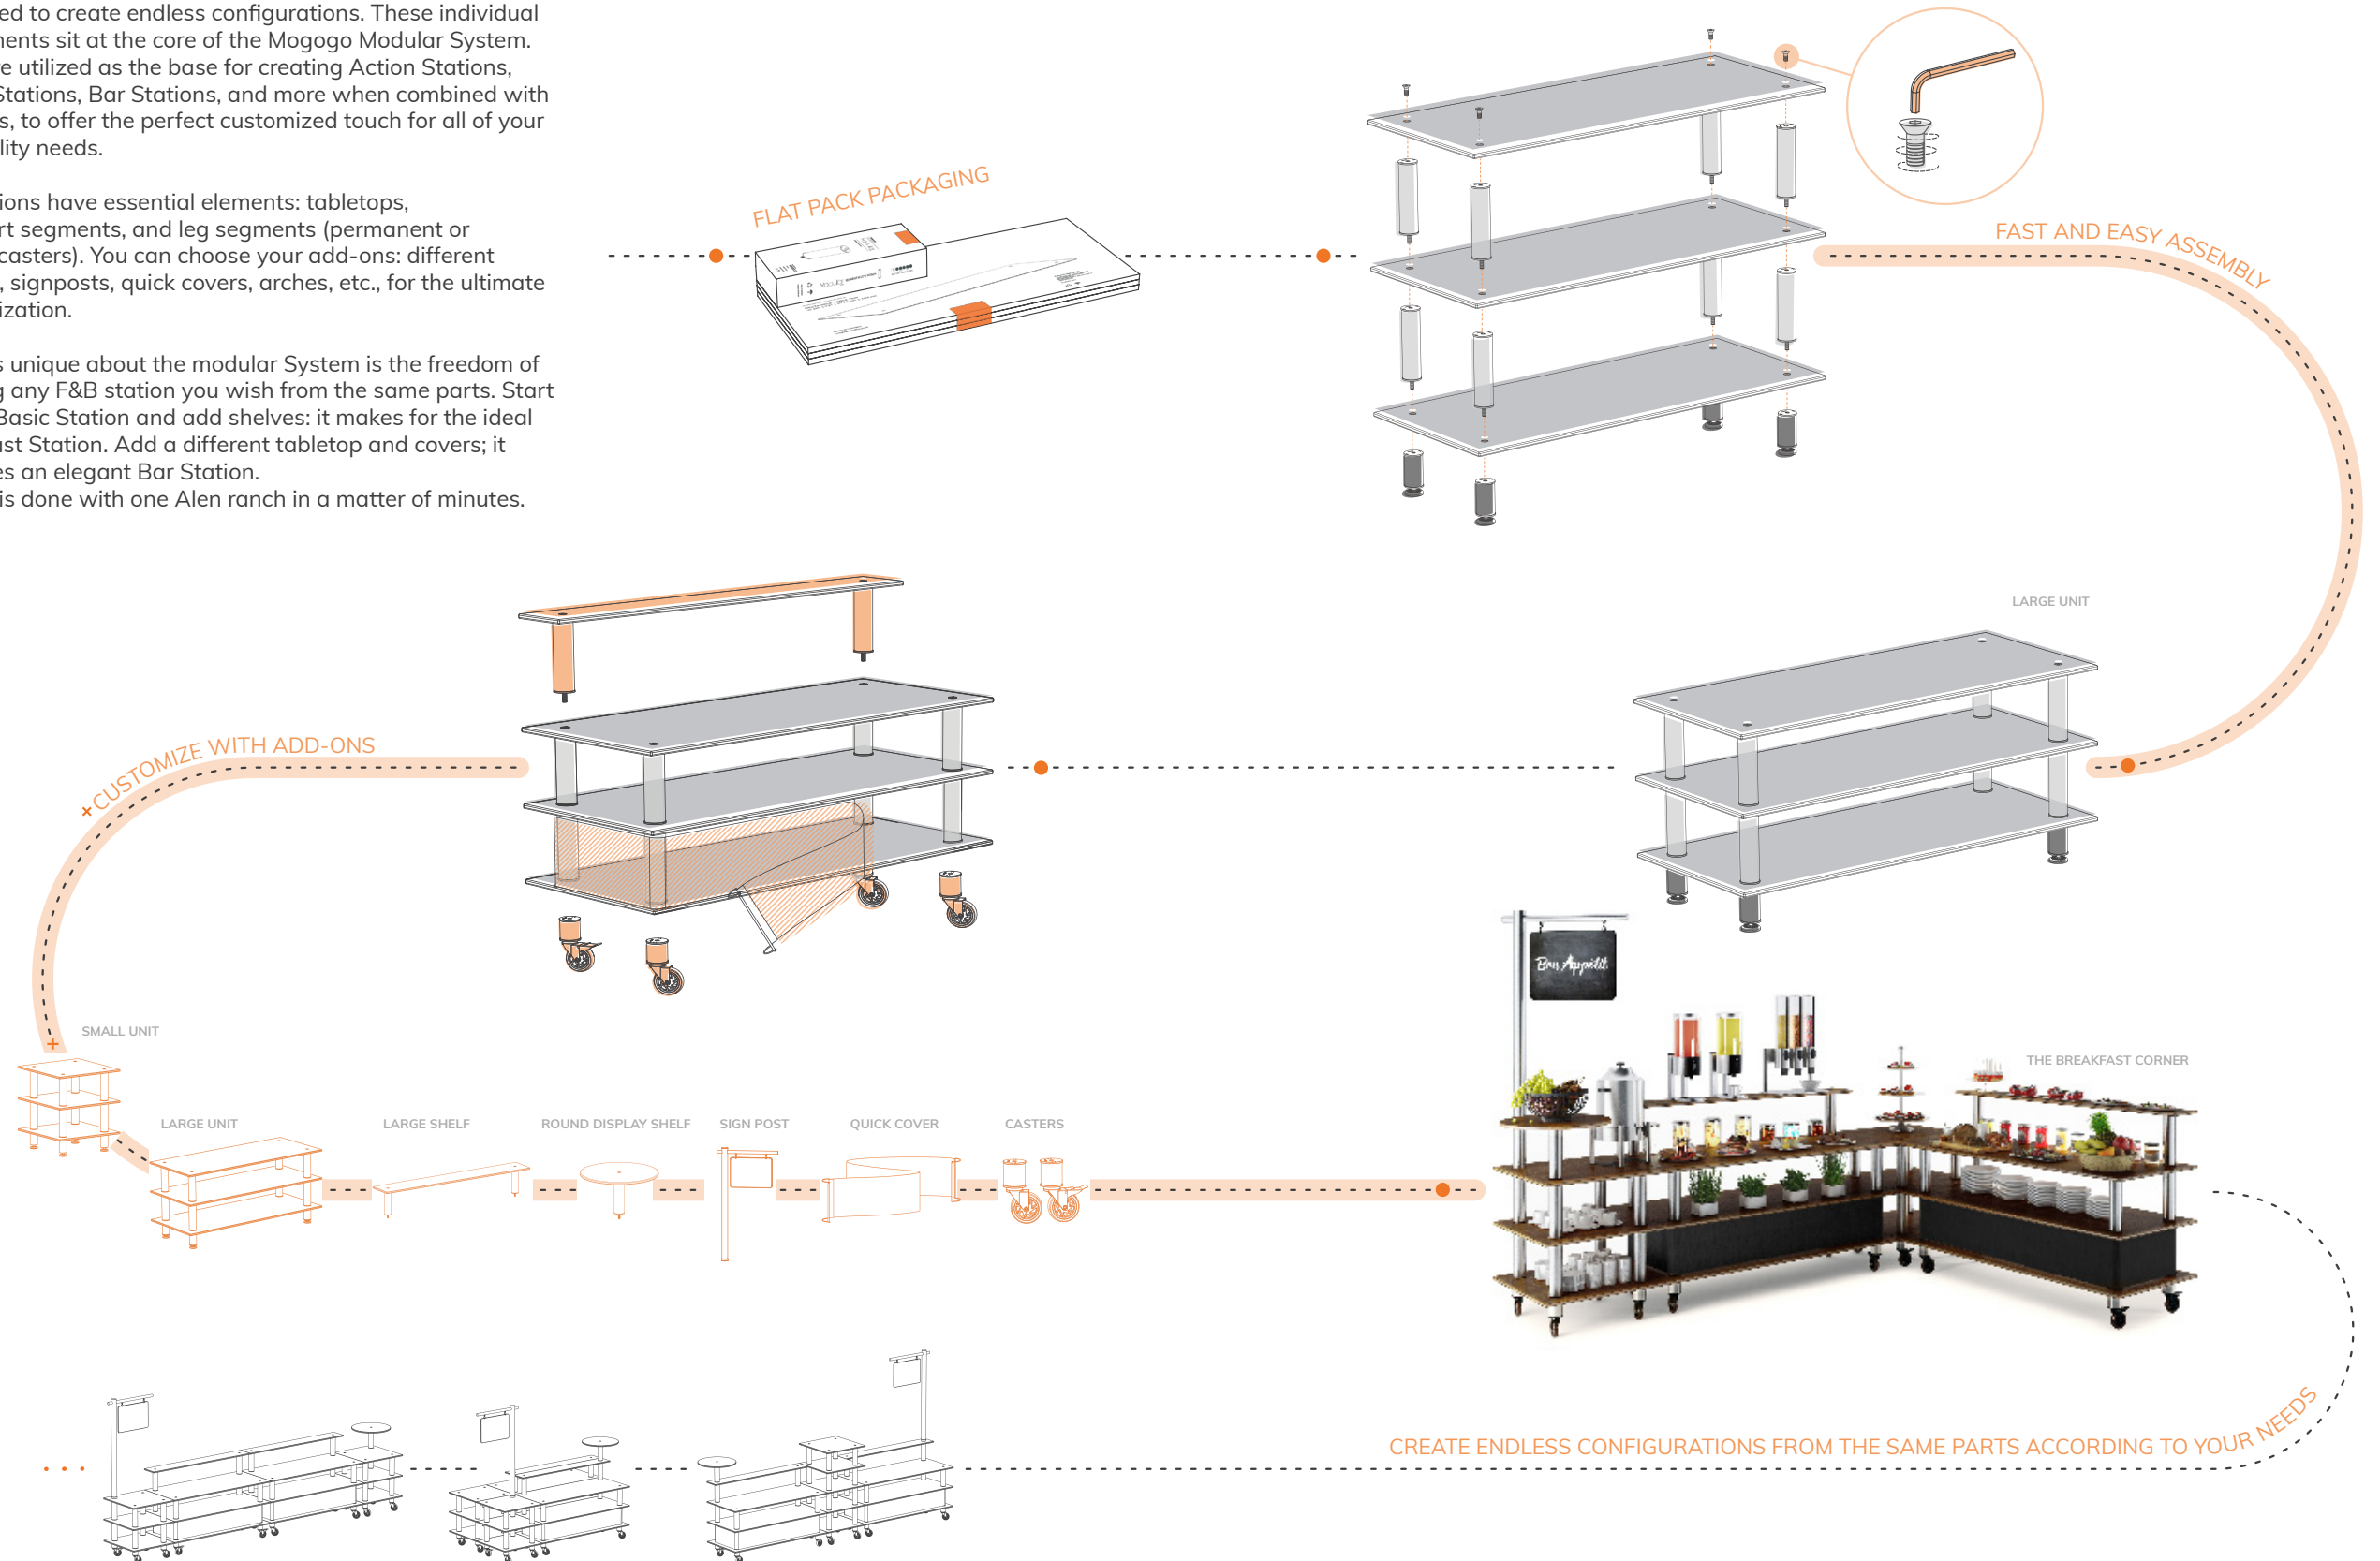 ed to create endless configurations. These individual
nents sit at the core of the Mogogo Modular System.
e utilized as the base for creating Action Stations,
Stations, Bar Stations, and more when combined with
s, to offer the perfect customized touch for all of your
lity needs.
ions have essential elements: tabletops,
rt segments, and leg segments (permanent or
casters). You can choose your add-ons: different
, signposts, quick covers, arches, etc., for the ultimate
ization.
s unique about the modular System is the freedom of
g any F&B station you wish from the same parts. Start
Basic Station and add shelves: it makes for the ideal
ast Station. Add a different tabletop and covers; it
es an elegant Bar Station.
is done with one Alen ranch in a matter of minutes.
FLAT PACK PACKAGING
FAST AND EASY ASSEMBLY
LARGE UNIT
+CUSTOMIZE WITH ADD-ONS
Bon Appétit
THE BREAKFAST CORNER
+
SMALL UNIT
LARGE UNIT
LARGE SHELF
ROUND DISPLAY SHELF
SIGN POST
QUICK COVER
CASTERS
CREATE ENDLESS CONFIGURATIONS FROM THE SAME PARTS ACCORDING TO YOUR NEEDS